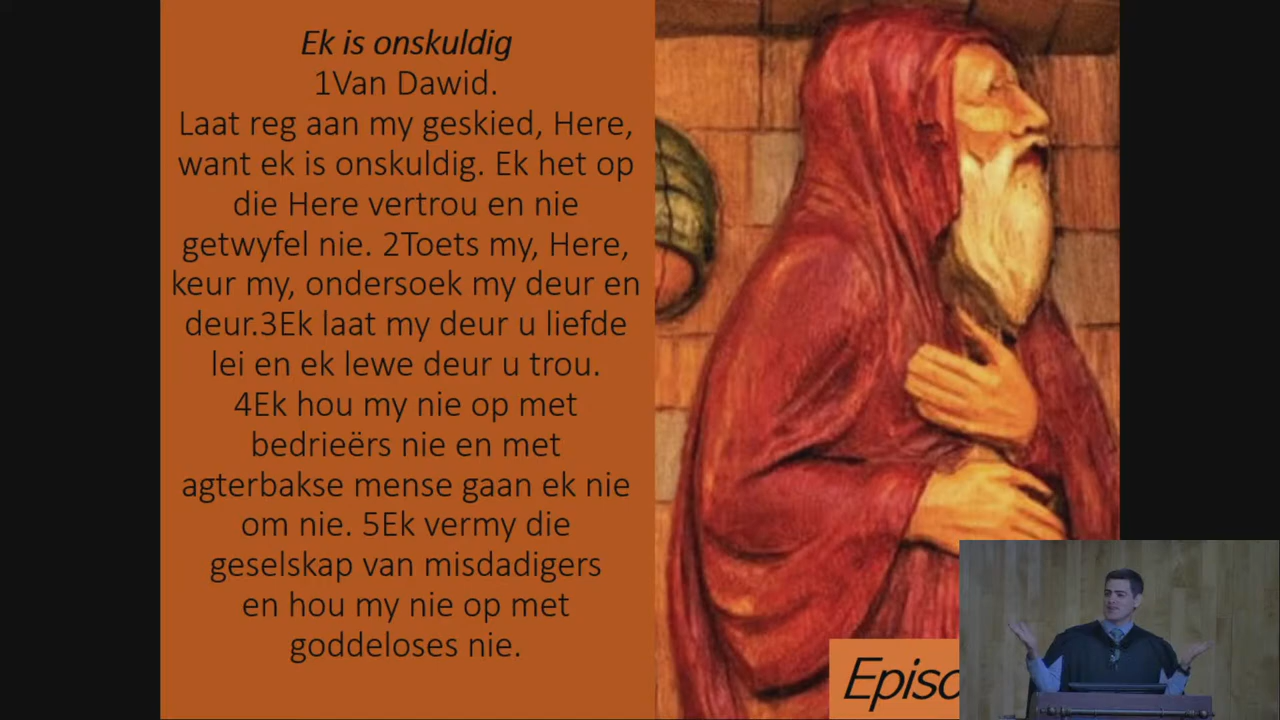 Ek is onskuldig
1Van Dawid.
Laat reg aan my geskied, Here,
want ek is onskuldig. Ek het op
die Here vertrou en nie
getwyfel nie. 2Toets my, Here,
keur my, ondersoek my deur en
deur.3Ek laat my deur u liefde
lei en ek lewe deur u trou.
4Ek hou my nie op met
bedrieërs nie en met
agterbakse mense gaan ek nie
om nie. 5Ek vermy die
geselskap van misdadigers
en hou my nie op met
goddeloses nie.